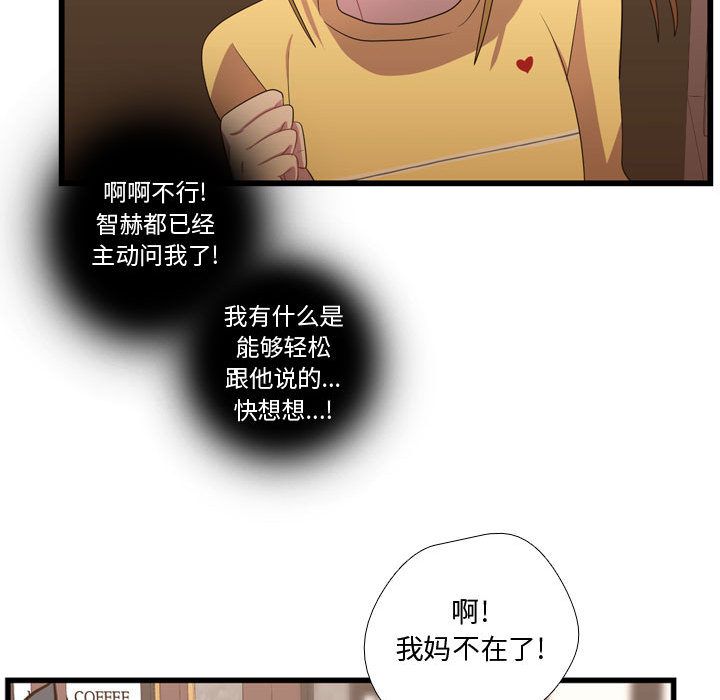 啊啊不行!
智赫都已经
主动问我了!
我有什么是
能够轻松
跟他说的...
快想想...!
啊!
我妈不在了!
COFFEE